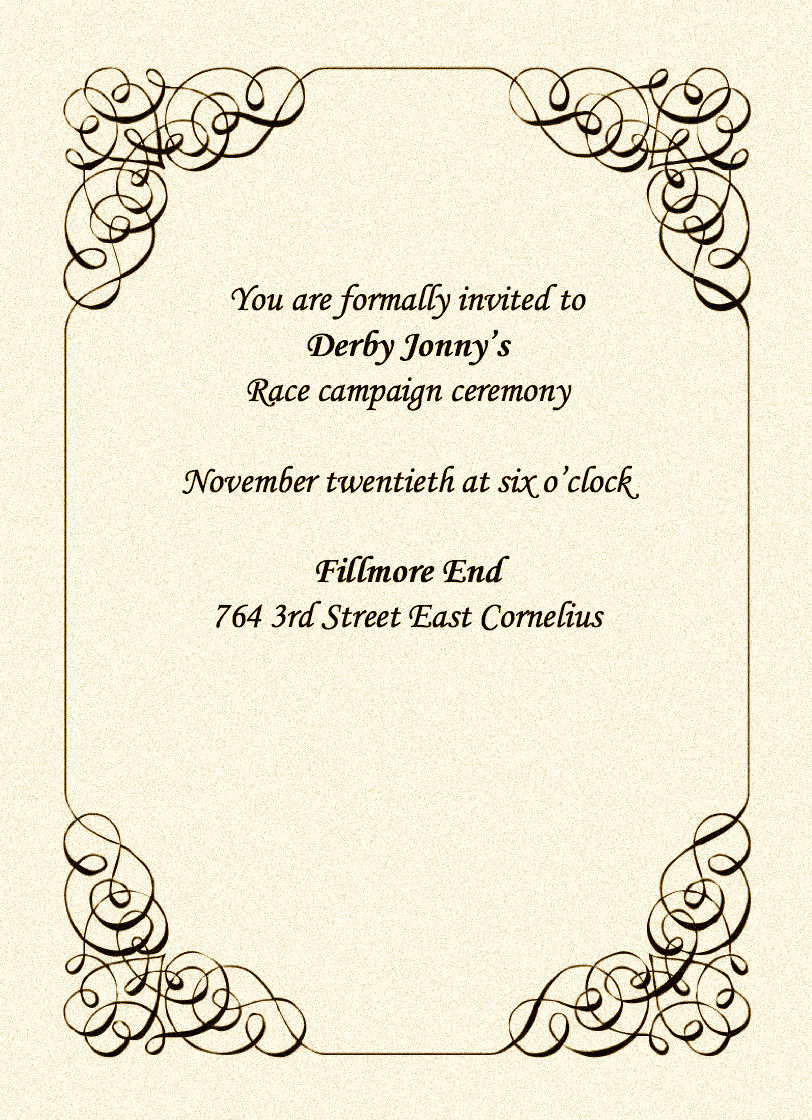 You are formally invited to
Derby Jonny’s
Race campaign ceremony
November twentieth at six o’clock
Fillmore End
764 3rd Street East Cornelius